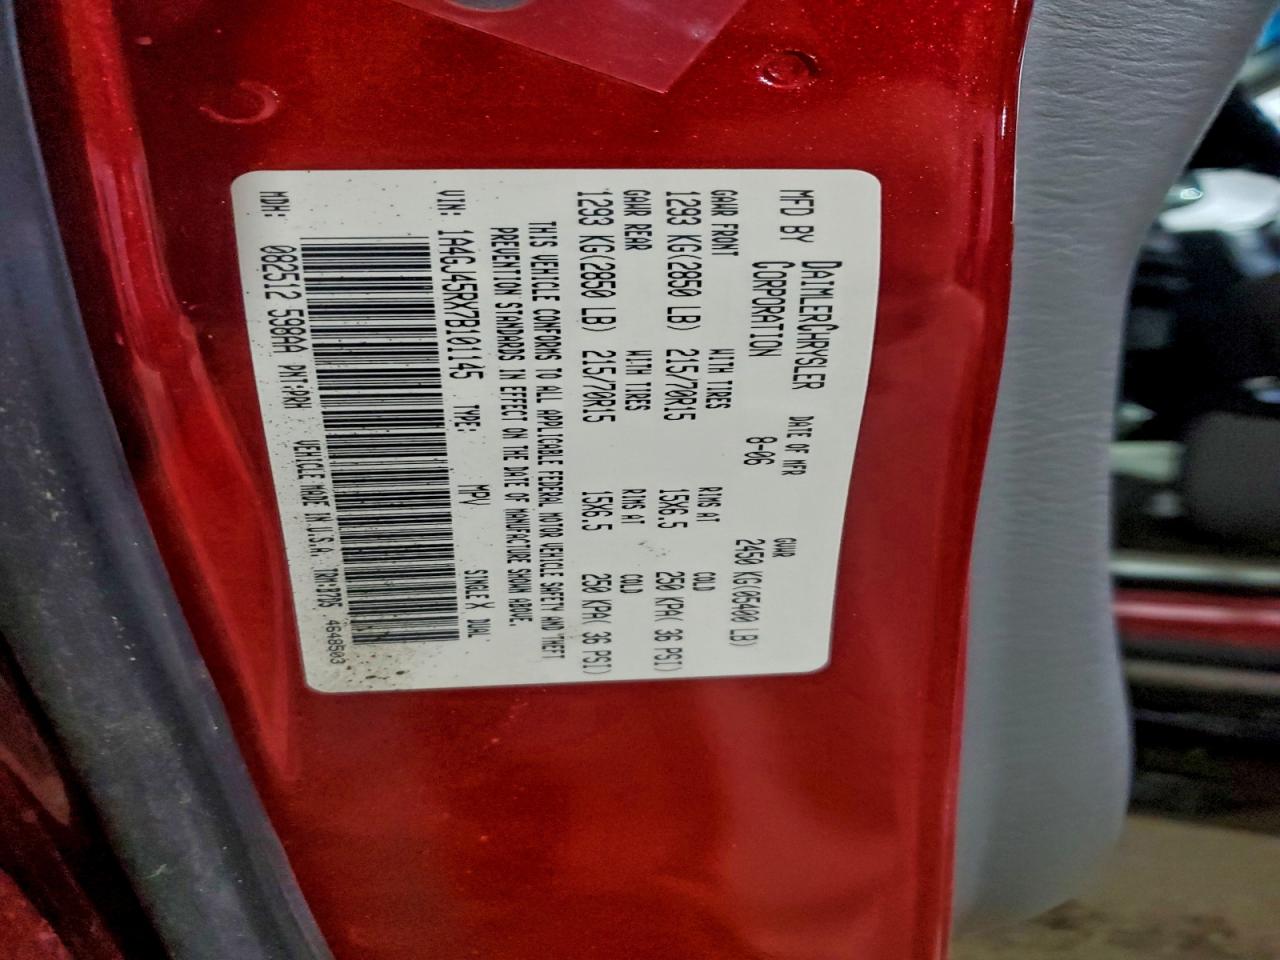 MFD BY DAIMLERCHRYSLER CORPORATION DATE OF MFR 8-06 GVWR 2450 KG(05400 LB)
GAWR FRONT WITH TIRES RIMS AT COLD
1293 KG(2850 LB) 215/70R15 15X6.5 250 KPA( 36 PSI)
GAWR REAR WITH TIRES RIMS AT COLD
1293 KG(2850 LB) 215/70R15 15X6.5 250 KPA( 36 PSI)
THIS VEHICLE CONFORMS TO ALL APPLICABLE FEDERAL MOTOR VEHICLE SAFETY AND THEFT
PREVENTION STANDARDS IN EFFECT ON THE DATE OF MANUFACTURE SHOWN ABOVE.
VIN: 1A4GJ45RX7B101145 TYPE: MPV SINGLE X DUAL
MDH: 082512 598AA PNT:PRH VEHICLE MADE IN U.S.A. TRM:D2D5 4648503